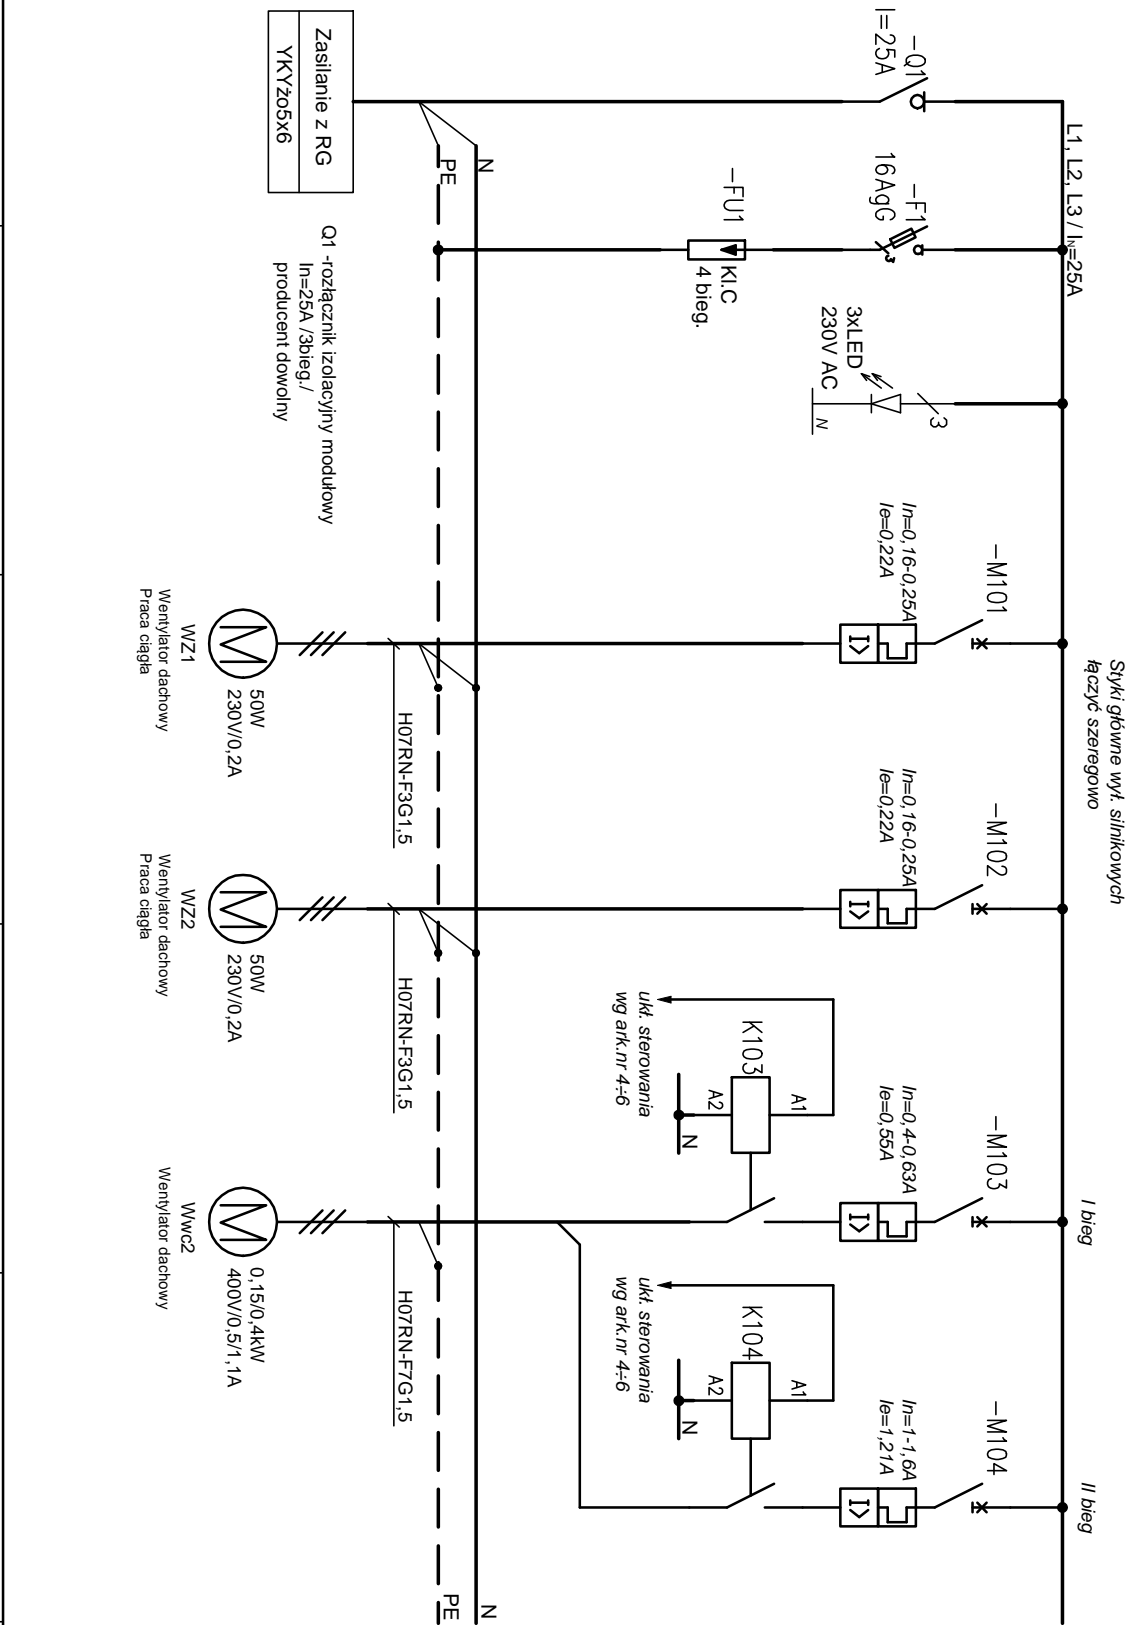 Styki główne wył. silnikowych
łączyć szeregowo
I bieg
II bieg
L1, L2, L3 / IN=25A
-Q1
I=25A
-F1
16AgG
-FU1
Kl.C
4 bieg.
3xLED
230V AC
3
N
-M101
In=0,16-0,25A
Ie=0,22A
I>
-M102
In=0,16-0,25A
Ie=0,22A
I>
-M103
In=0,4-0,63A
Ie=0,55A
I>
-M104
In=1-1,6A
Ie=1,21A
I>
K103
A1
A2
N
ukł. sterowania
wg ark.nr 4÷6
K104
A1
A2
N
ukł. sterowania
wg ark.nr 4÷6
N
PE
N
PE
Zasilanie z RG
YKYżo5x6
Q1 -rozłącznik izolacyjny modułowy
In=25A /3bieg./
producent dowolny
H07RN-F3G1,5
H07RN-F3G1,5
H07RN-F7G1,5
M
50W
230V/0,2A
WZ1
Wentylator dachowy
Praca ciągła
M
50W
230V/0,2A
WZ2
Wentylator dachowy
Praca ciągła
M
0,15/0,4kW
400V/0,5/1,1A
Wwc2
Wentylator dachowy